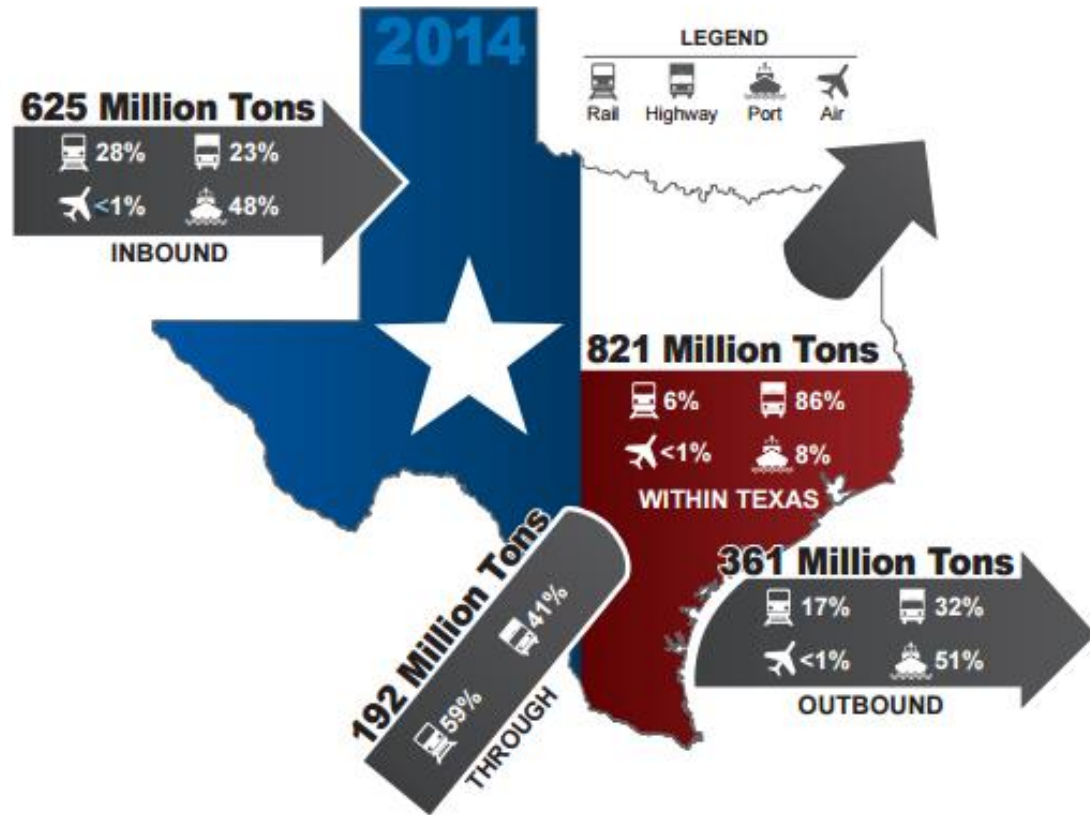 2014
LEGEND
Rail Highway Port Air
625 Million Tons
28% 23%
<1% 48%
INBOUND
821 Million Tons
6% 86%
<1% 8%
WITHIN TEXAS
192 Million Tons
59% 41%
THROUGH
361 Million Tons
17% 32%
<1% 51%
OUTBOUND